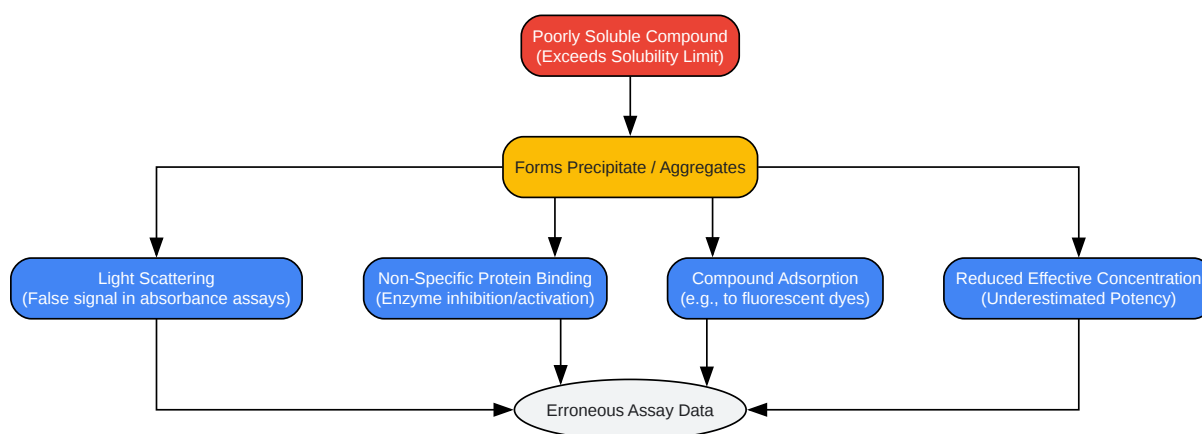 Poorly Soluble Compound
(Exceeds Solubility Limit)
Forms Precipitate / Aggregates
Light Scattering
(False signal in absorbance assays)
Non-Specific Protein Binding
(Enzyme inhibition/activation)
Compound Adsorption
(e.g., to fluorescent dyes)
Reduced Effective Concentration
(Underestimated Potency)
Erroneous Assay Data